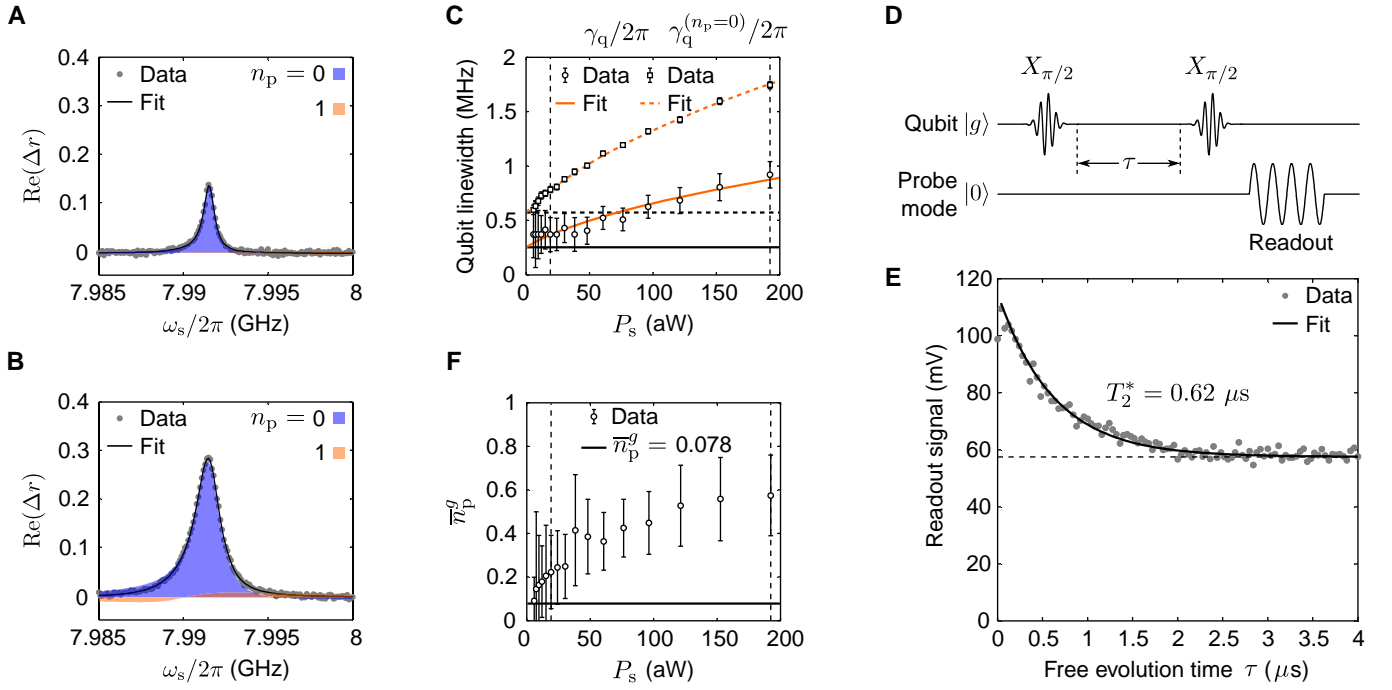 A
0.4
0.3
0.2
0.1
0
Re(Δr)
Data
Fit
n_p = 0
1
7.985
7.99
7.995
8
ω_s/2π (GHz)
B
0.4
0.3
0.2
0.1
0
Re(Δr)
Data
Fit
n_p = 0
1
7.985
7.99
7.995
8
ω_s/2π (GHz)
C
γ_q/2π γ_q^(n_p=0)/2π
2
1.5
1
0.5
0
Qubit linewidth (MHz)
Data Data
Fit Fit
0
50
100
150
200
P_s (aW)
F
1
0.8
0.6
0.4
0.2
0
n̅_p^g
Data
n̅_p^g = 0.078
0
50
100
150
200
P_s (aW)
D
X_π/2 X_π/2
Qubit |g⟩
τ
Probe mode |0⟩
Readout
E
120
100
80
60
40
20
0
Readout signal (mV)
Data
Fit
T_2^* = 0.62 μs
0
0.5
1
1.5
2
2.5
3
3.5
4
Free evolution time τ (μs)